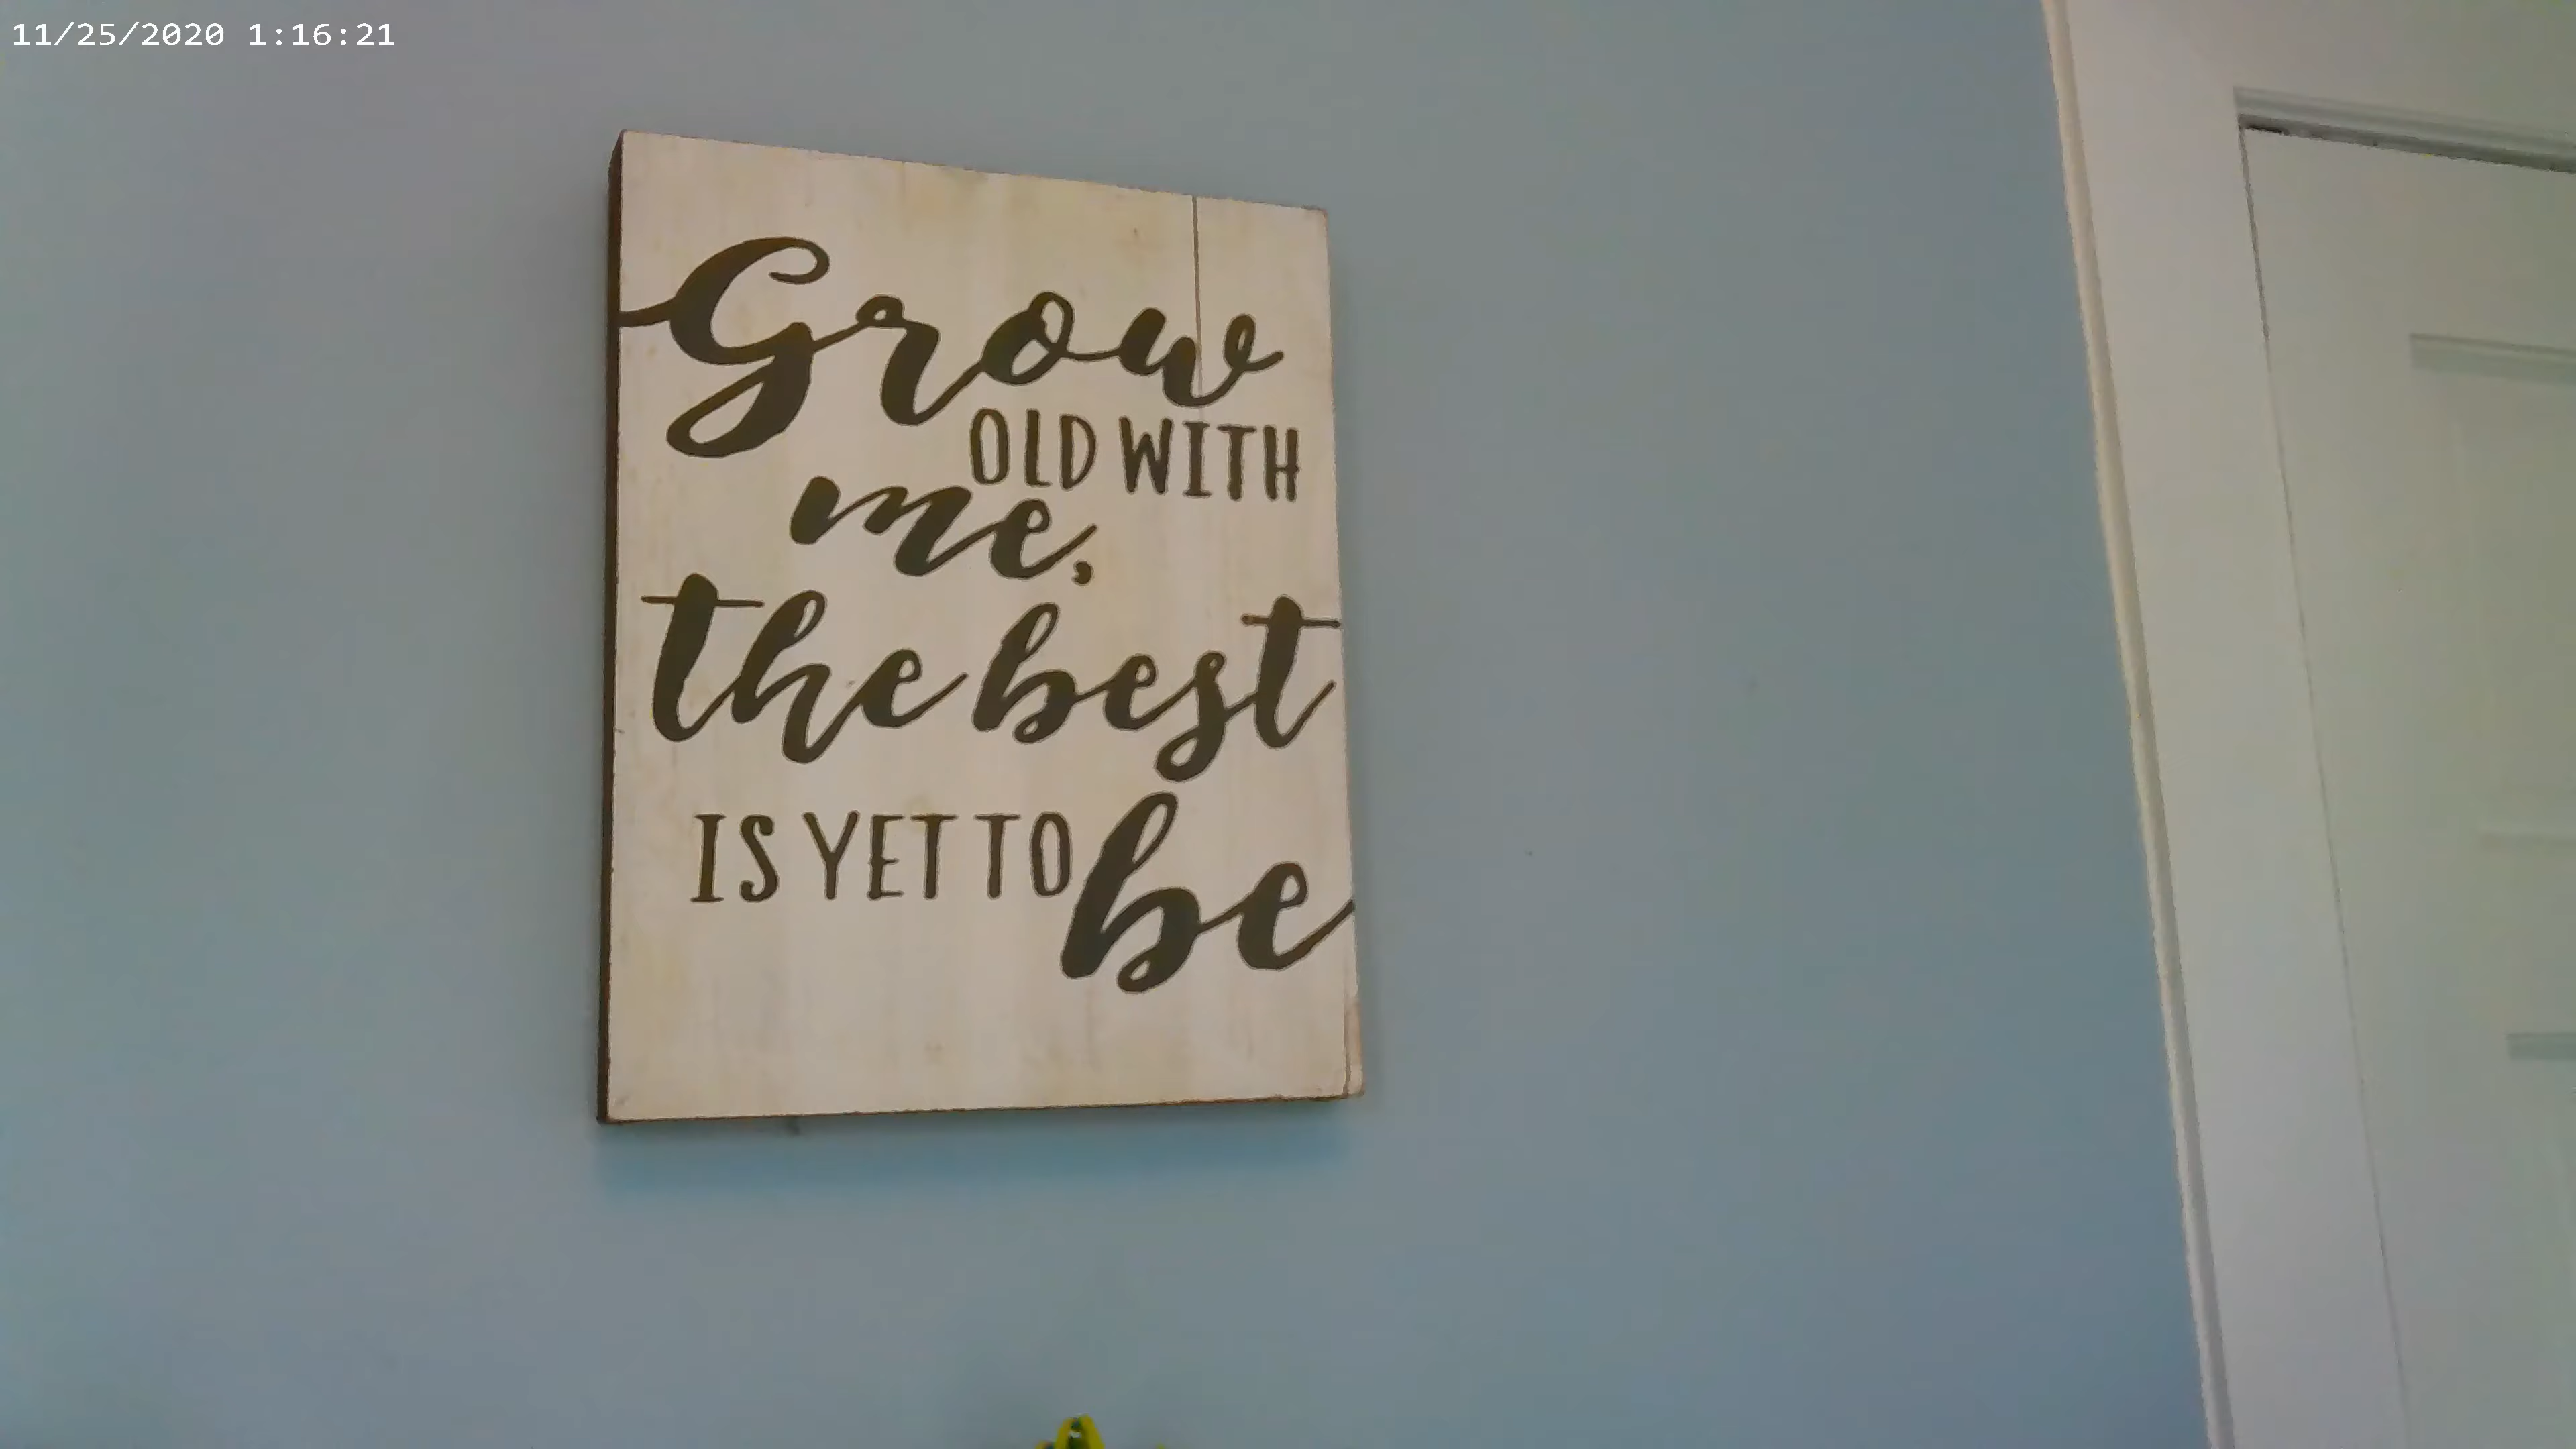 11/25/2020 1:16:21
Grow
OLD WITH
me,
the best
IS YET TO be